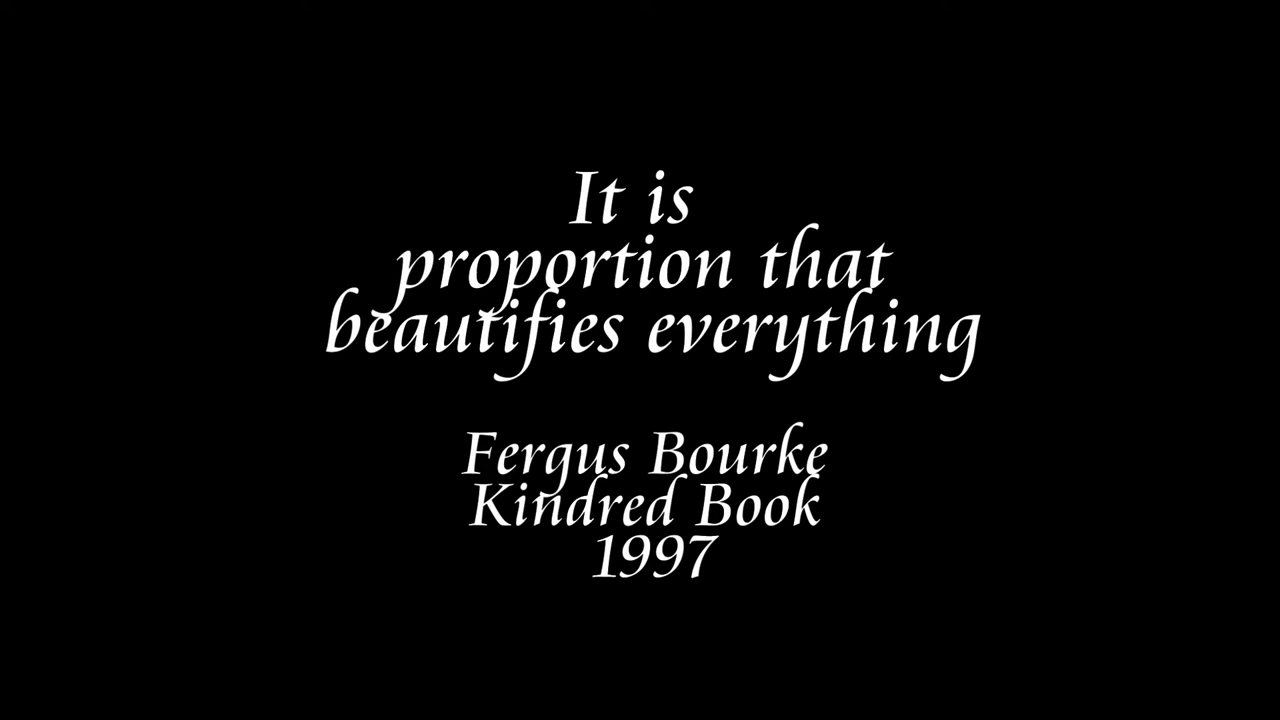 It is
proportion that
beautifies everything
Fergus Bourke
Kindred Book
1997